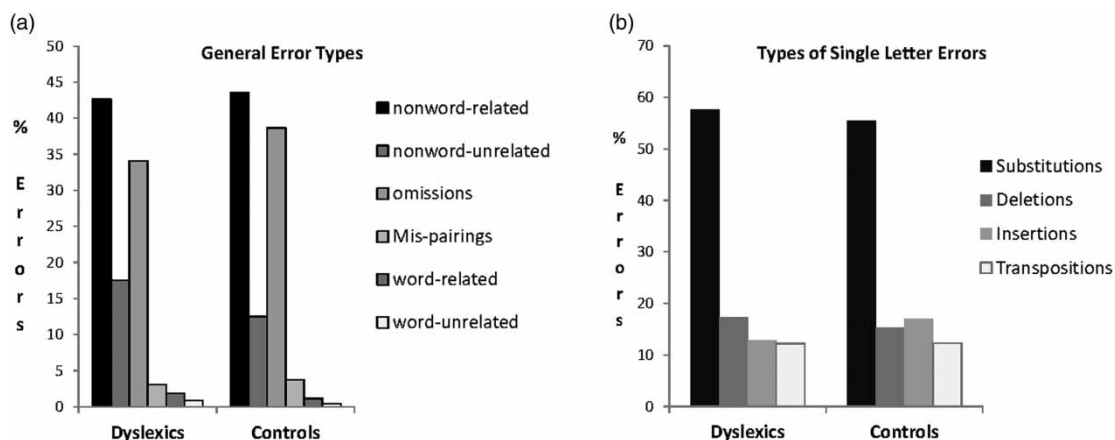 (a)
General Error Types
50
45
40
35
30
25
20
15
10
5
0
% Errors
Dyslexics
Controls
nonword-related
nonword-unrelated
omissions
Mis-pairings
word-related
word-unrelated
(b)
Types of Single Letter Errors
70
60
50
40
30
20
10
0
% Errors
Dyslexics
Controls
Substitutions
Deletions
Insertions
Transpositions